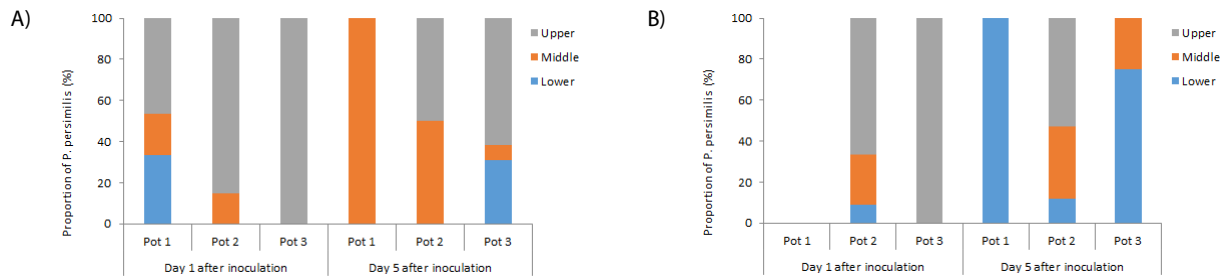 A)
Proportion of P. persimilis (%)
100
80
60
40
20
0
Upper
Middle
Lower
Pot 1 Pot 2 Pot 3 Pot 1 Pot 2 Pot 3
Day 1 after inoculation Day 5 after inoculation
B)
Proportion of P. persimilis (%)
100
80
60
40
20
0
Upper
Middle
Lower
Pot 1 Pot 2 Pot 3 Pot 1 Pot 2 Pot 3
Day 1 after inoculation Day 5 after inoculation